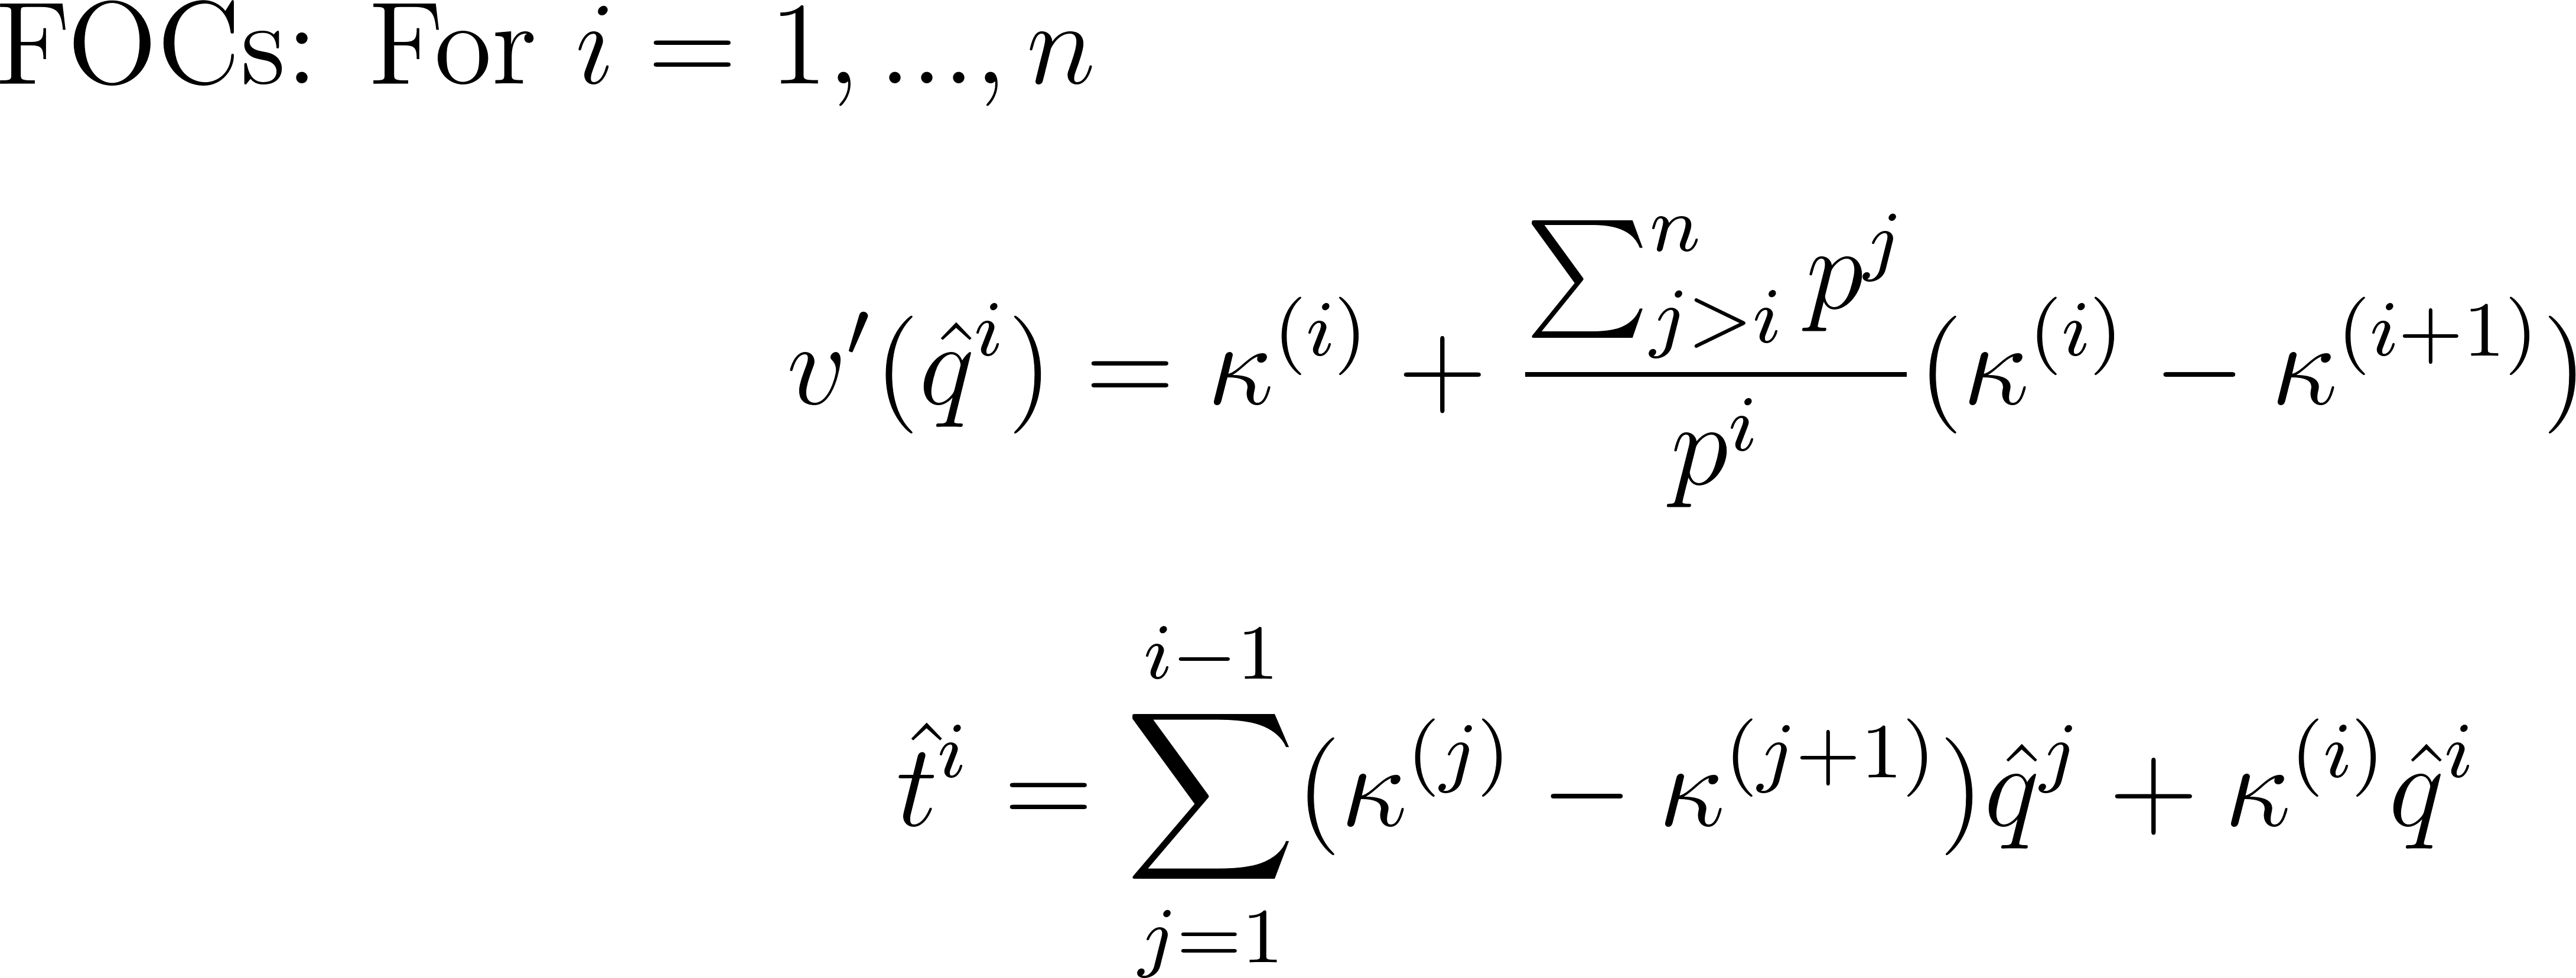 FOCs: For $i = 1, ..., n$
$v'(\hat{q}^i) = \kappa^{(i)} + \frac{\sum_{j>i}^{n} p^j}{p^i}(\kappa^{(i)} - \kappa^{(i+1)})$
$\hat{t}^i = \sum_{j=1}^{i-1}(\kappa^{(j)} - \kappa^{(j+1)})\hat{q}^j + \kappa^{(i)}\hat{q}^i$